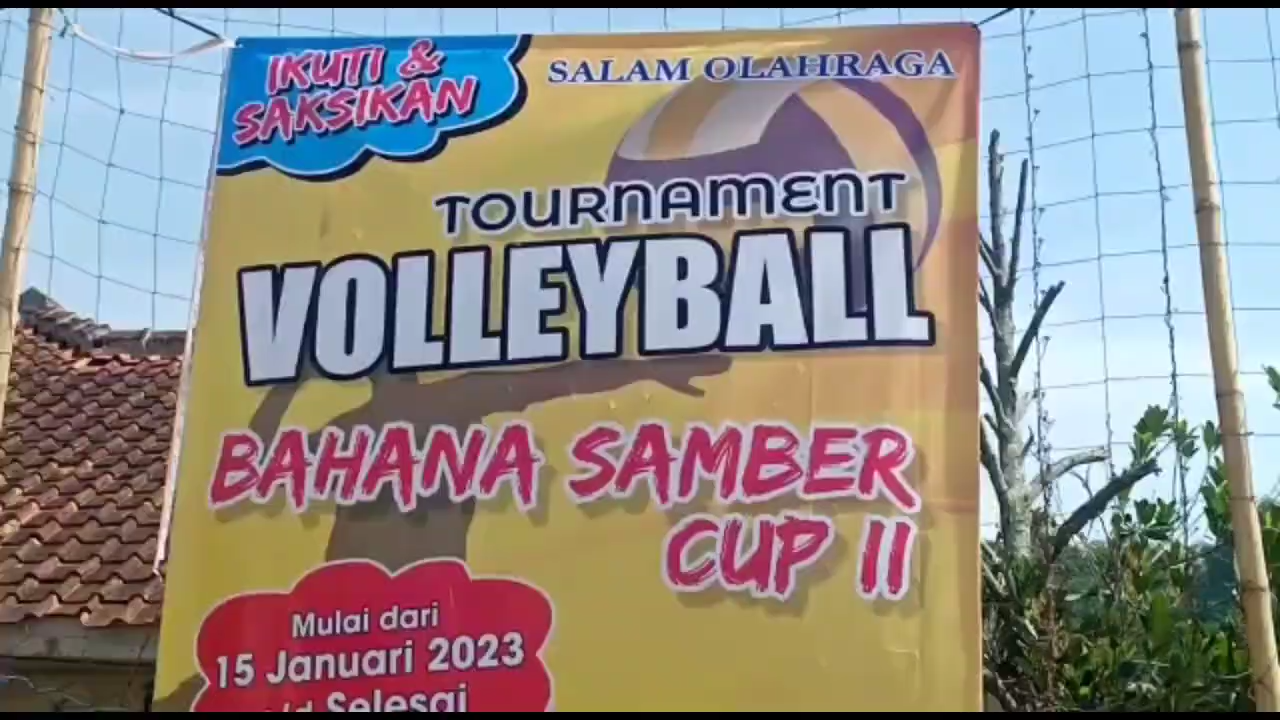 IKUTI &
SAKSIKAN
SALAM OLAHRAGA
TOURNAMENT
VOLLEYBALL
BAHANA SAMBER
CUP II
Mulai dari
15 Januari 2023
s/d Selesai